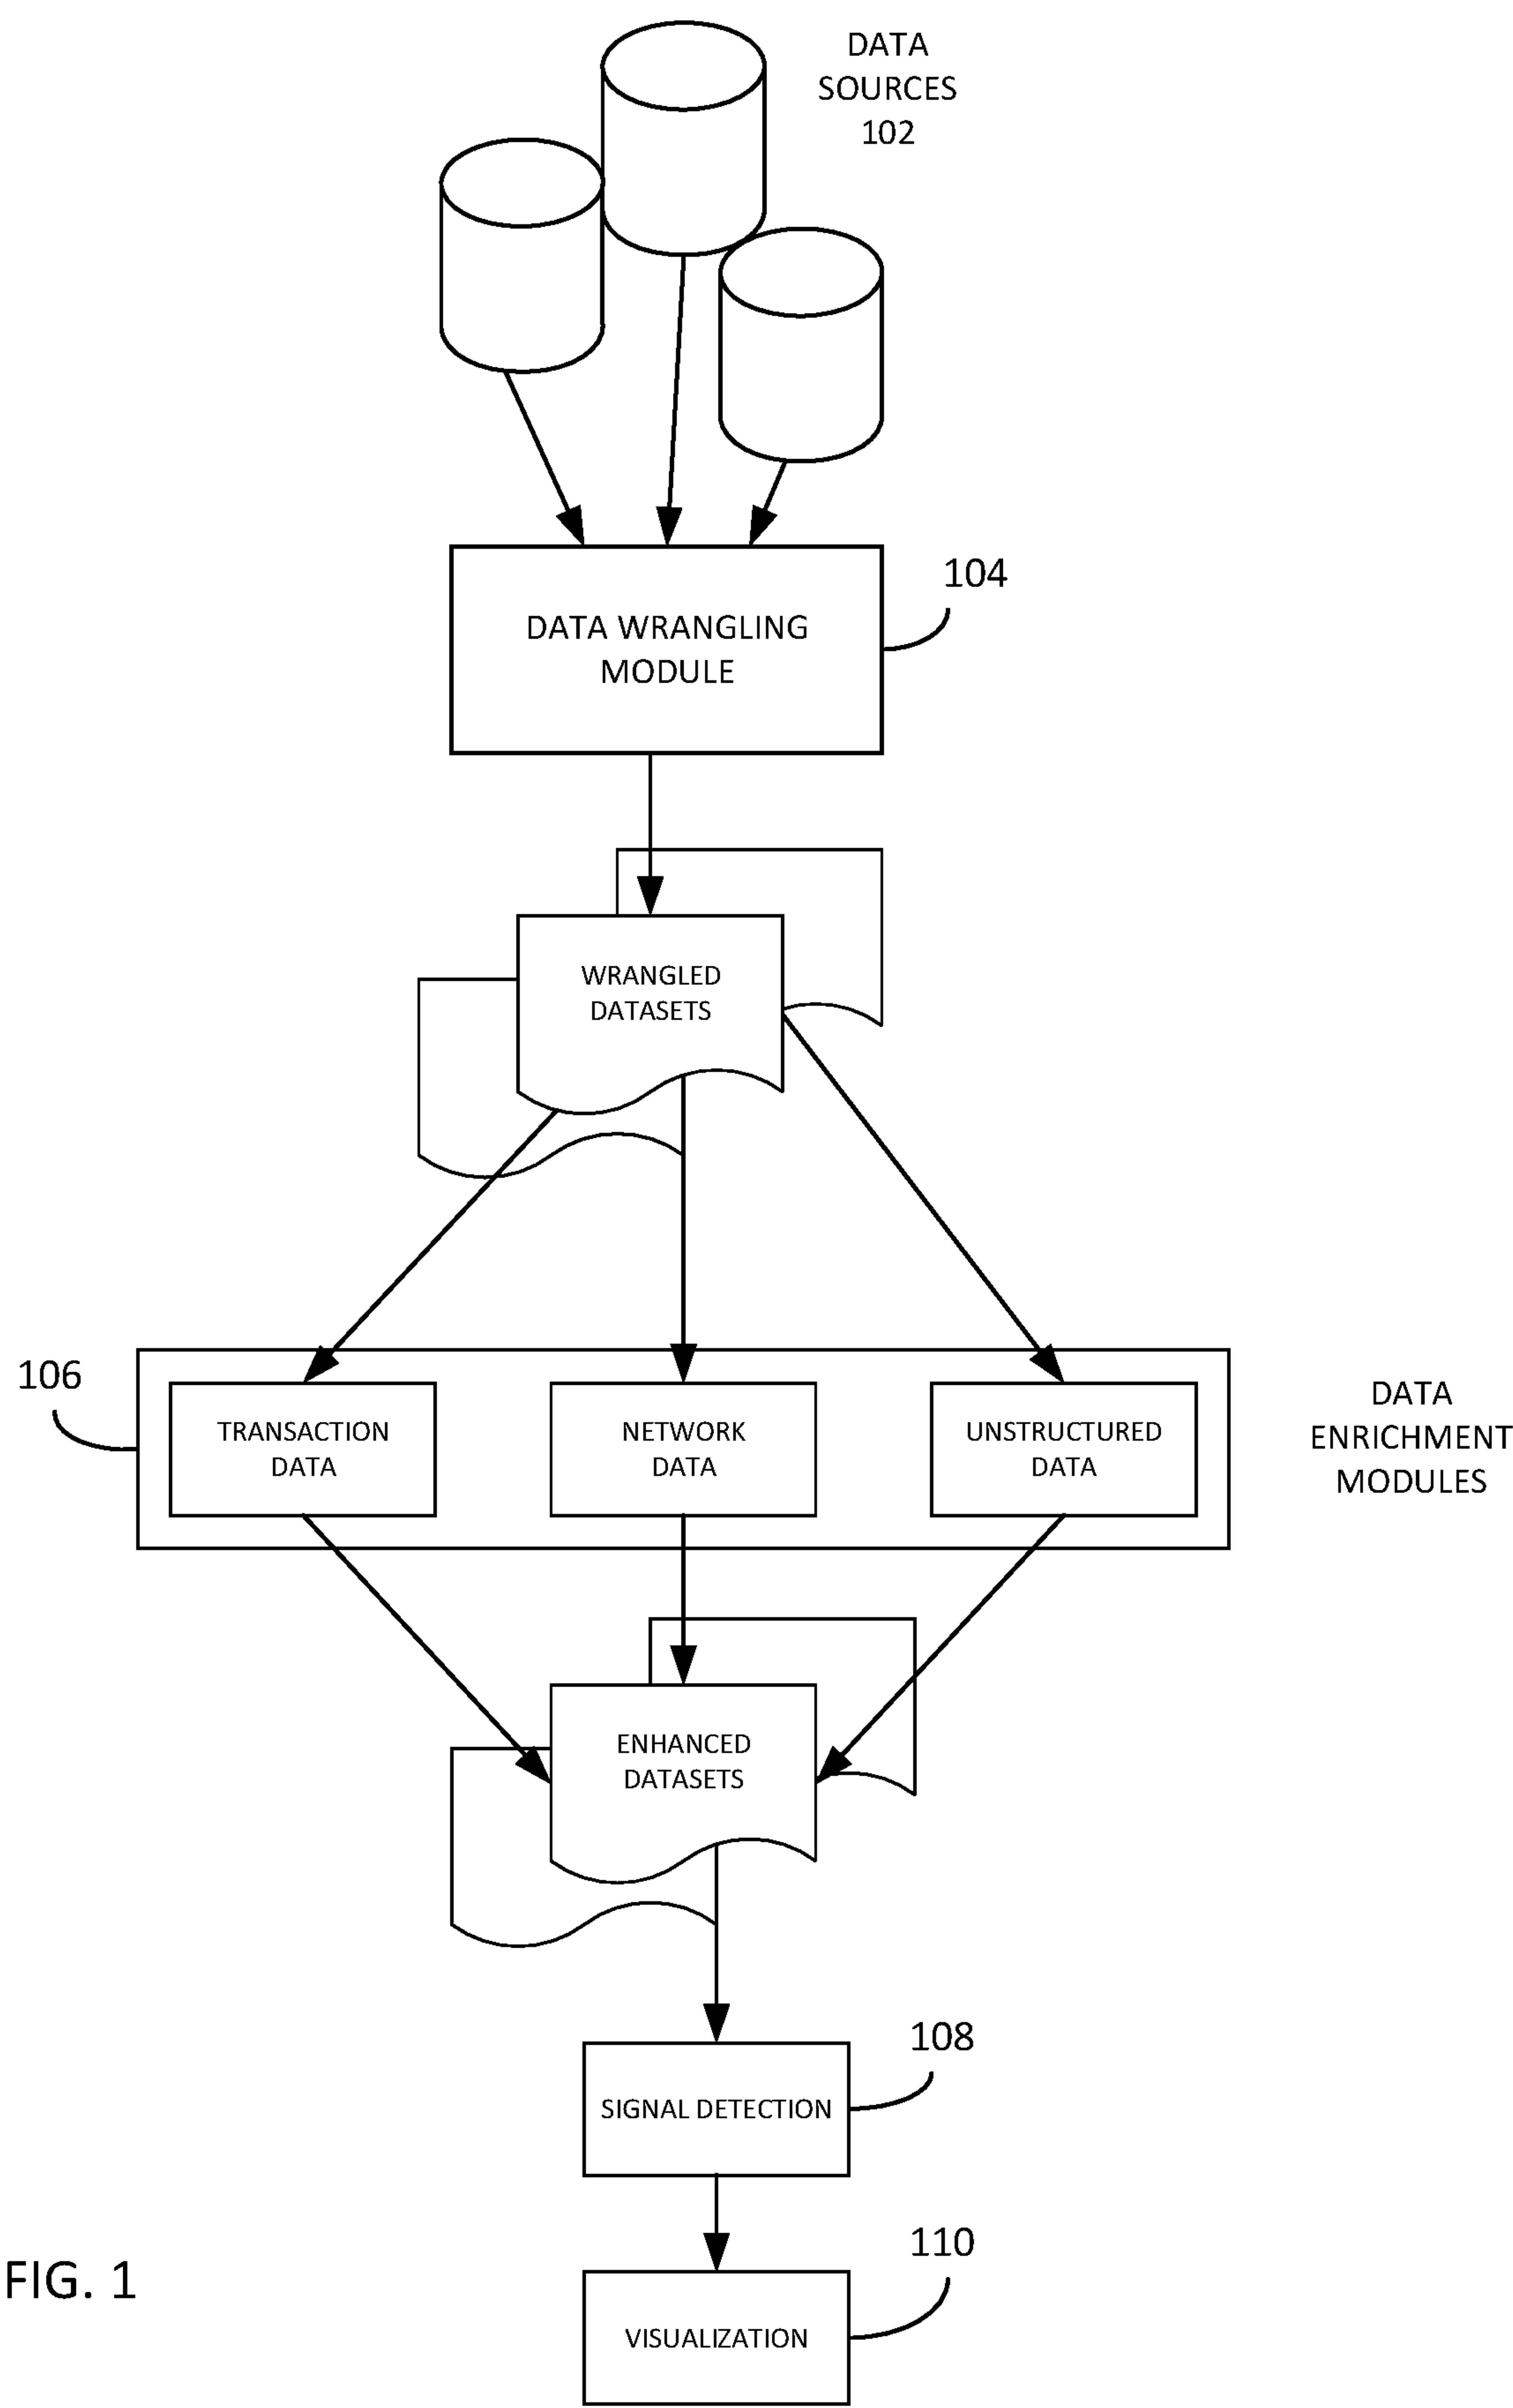 DATA
SOURCES
102
104
DATA WRANGLING
MODULE
WRANGLED
DATASETS
106
TRANSACTION
DATA
NETWORK
DATA
UNSTRUCTURED
DATA
DATA
ENRICHMENT
MODULES
ENHANCED
DATASETS
108
SIGNAL DETECTION
110
VISUALIZATION
FIG. 1